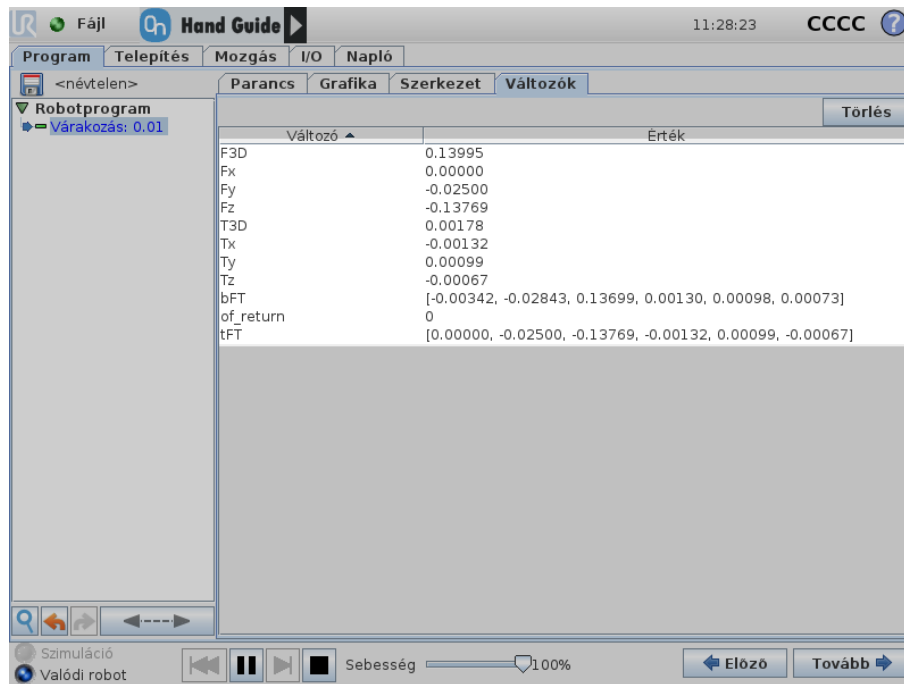 UR Fájl On Hand Guide 11:28:23 CCCC ?
Program Telepítés Mozgás I/O Napló
<névtelen> Parancs Grafika Szerkezet Változók
Robotprogram
Várakozás: 0.01
Törlés
Változó Érték
F3D 0.13995
Fx 0.00000
Fy -0.02500
Fz -0.13769
T3D 0.00178
Tx -0.00132
Ty 0.00099
Tz -0.00067
bFT [-0.00342, -0.02843, 0.13699, 0.00130, 0.00098, 0.00073]
of_return 0
tFT [0.00000, -0.02500, -0.13769, -0.00132, 0.00099, -0.00067]
Szimuláció
Valódi robot
Sebesség 100%
Elözö Tovább